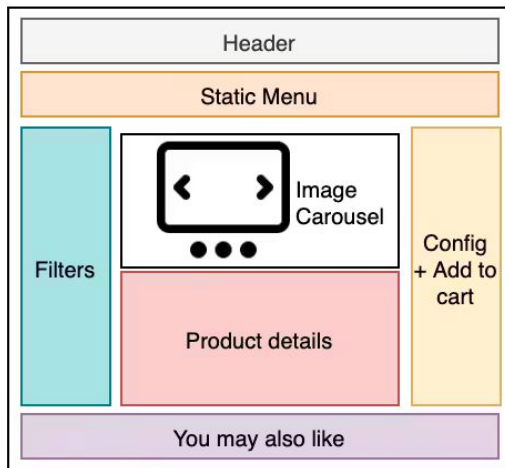 Header
Static Menu
Filters
Image
Carousel
Product details
Config
+ Add to
cart
You may also like